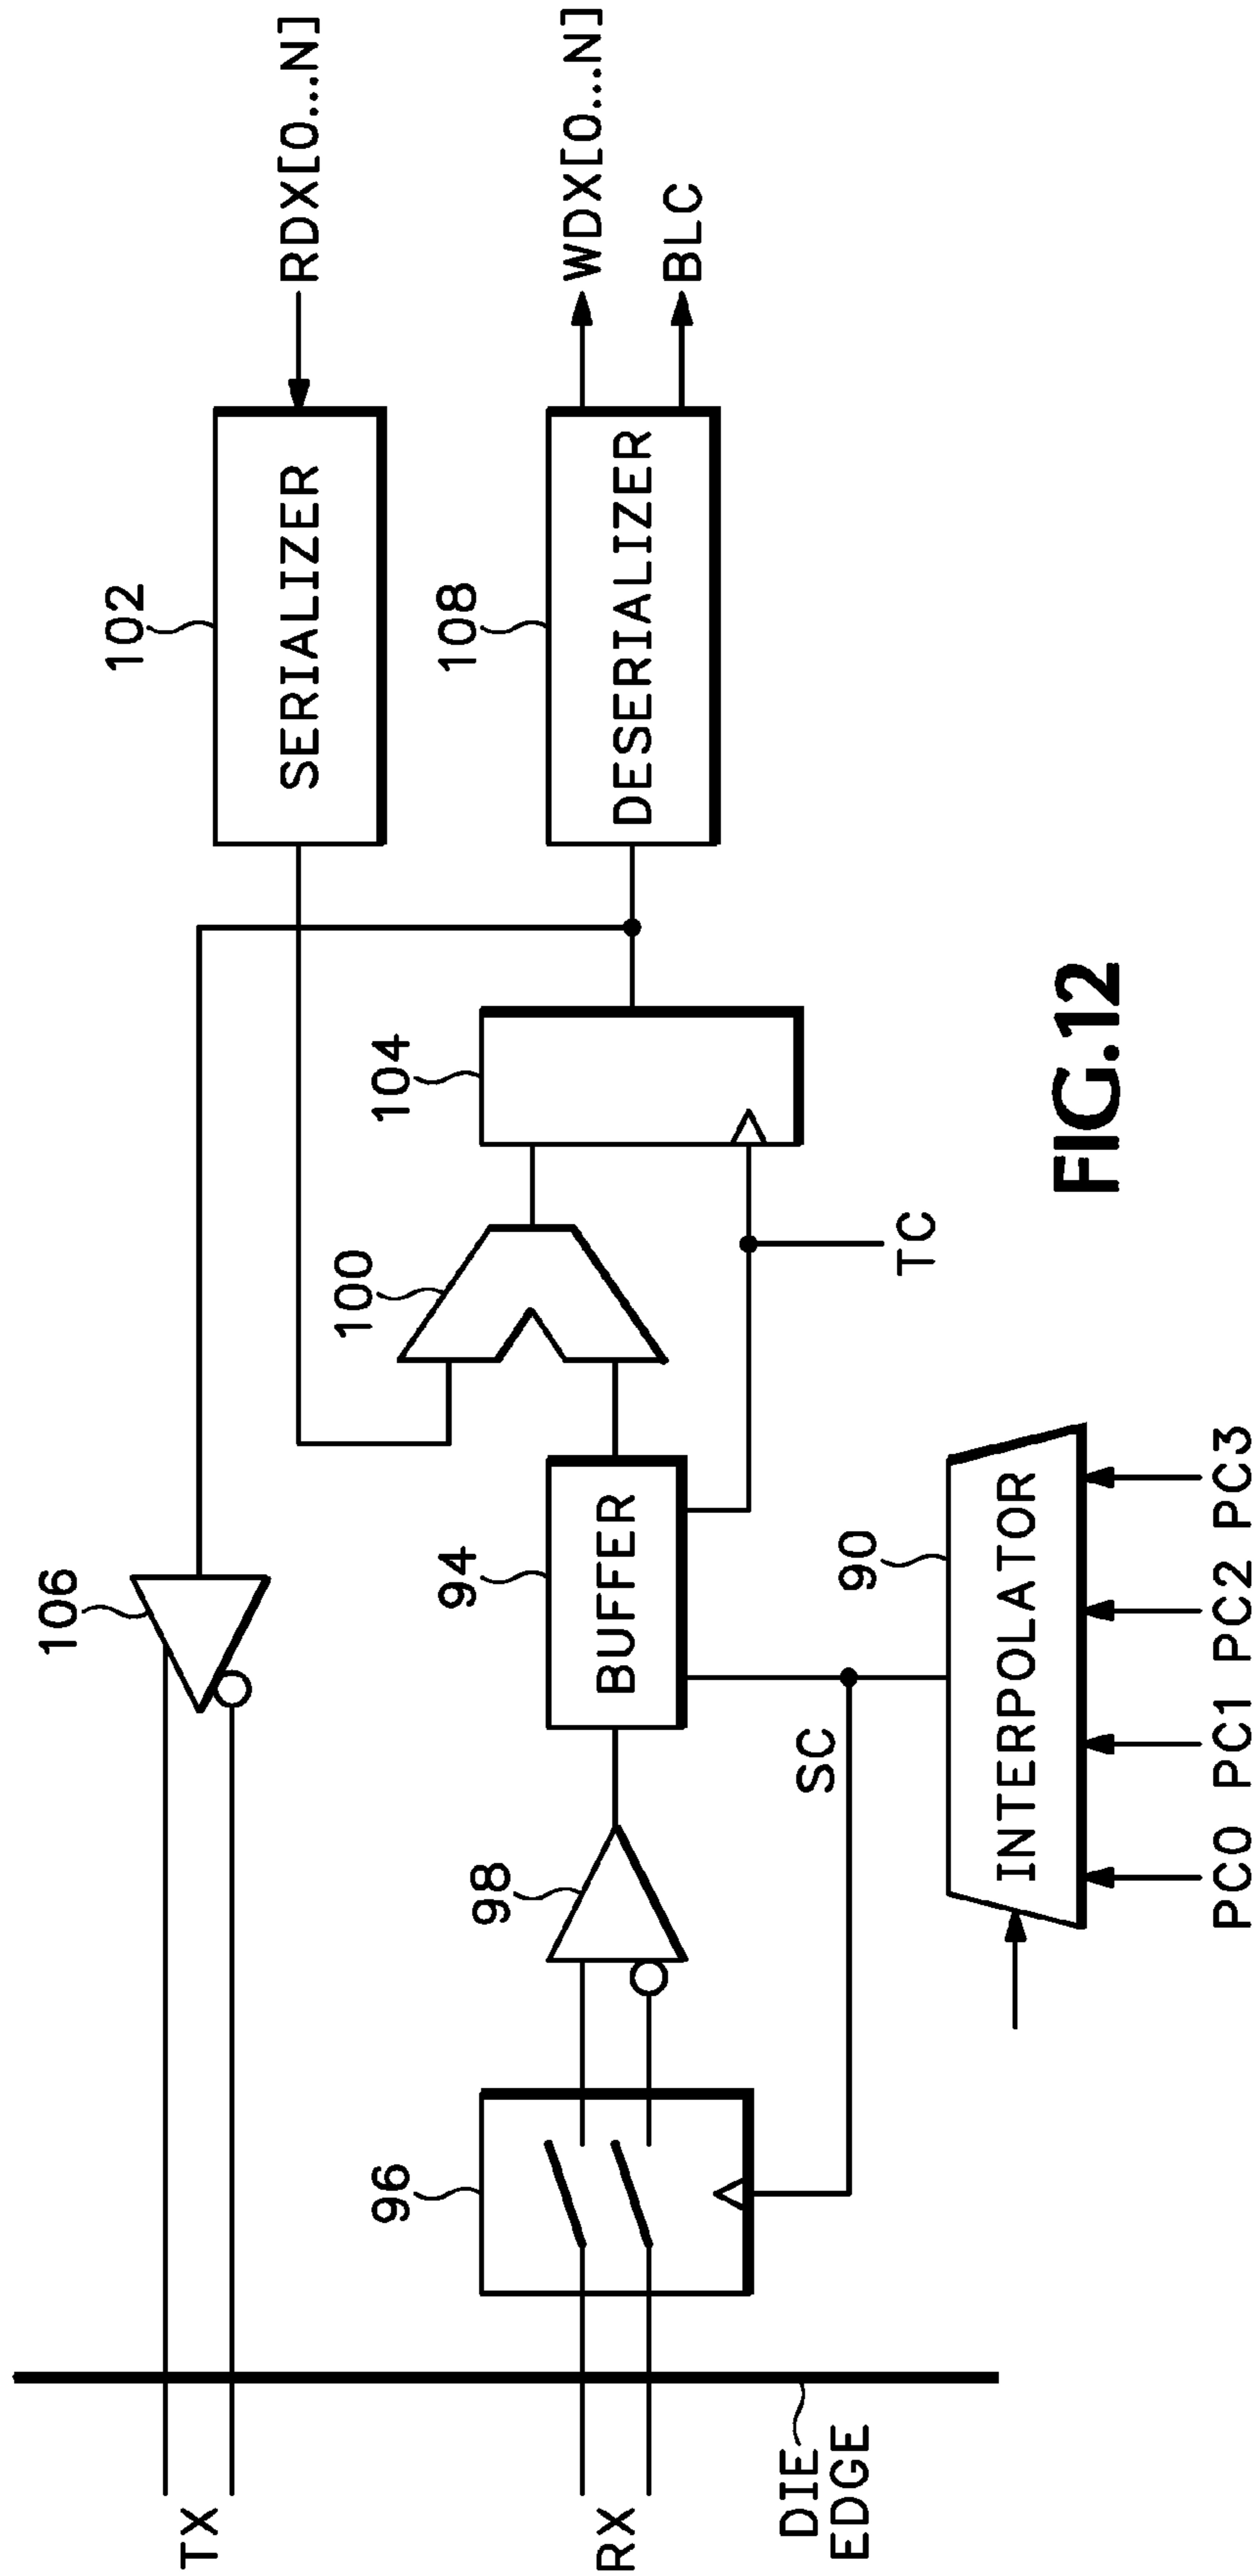 RDX[0...N]
102
SERIALIZER
106
TX
WDX[0...N]
BLC
108
DESERIALIZER
104
100
94
BUFFER
98
96
RX
TC
SC
90
INTERPOLATOR
PC0 PC1 PC2 PC3
DIE
EDGE
FIG.12